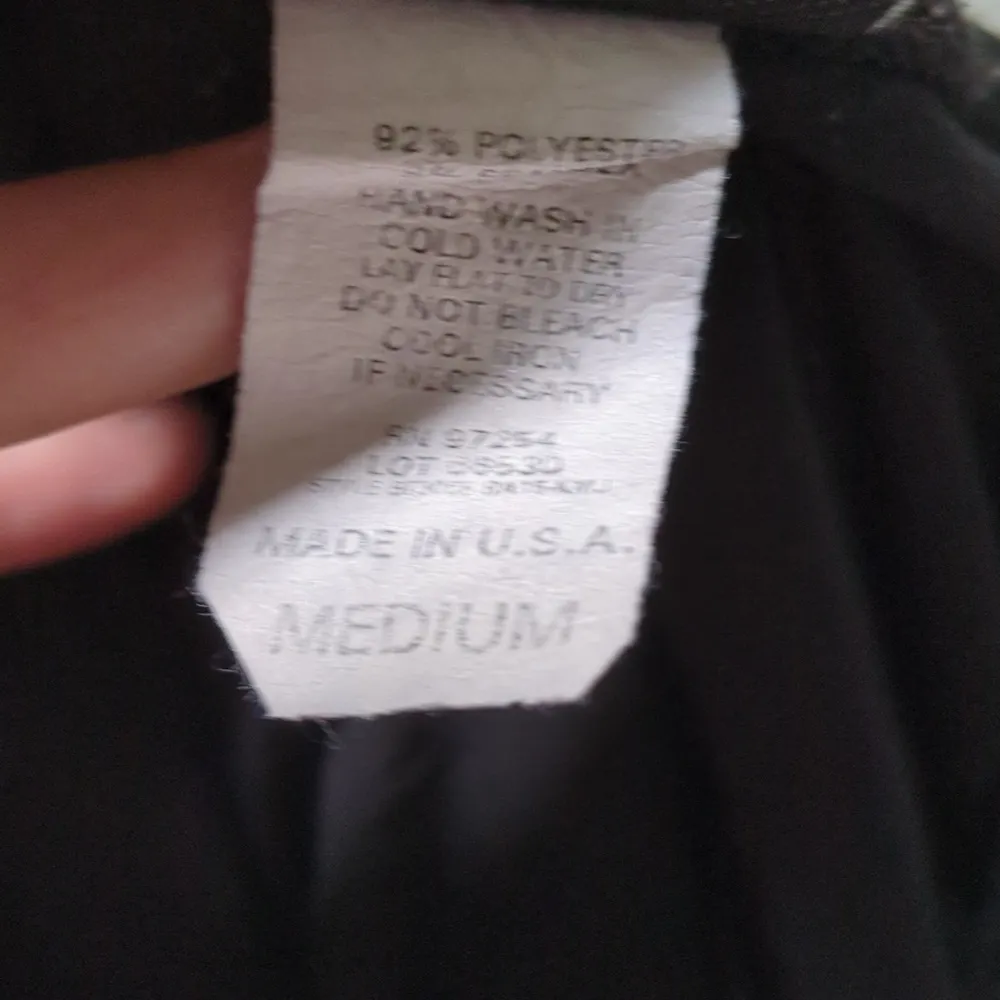 92% POLYESTER
HAND WASH IN
COLD WATER
LAY FLAT TO DRY
DO NOT BLEACH
COOL IRON
IF NECESSARY
RN 97254
LOT
MADE IN U.S.A.
MEDIUM